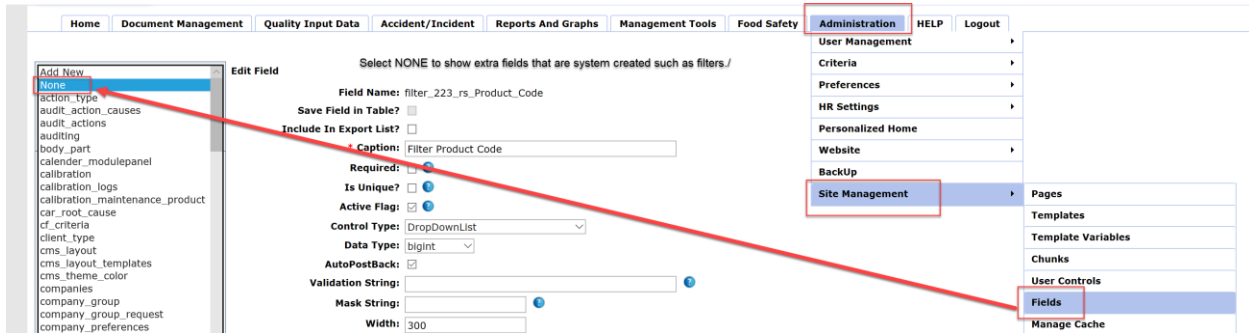 Home Document Management Quality Input Data Accident/Incident Reports And Graphs Management Tools Food Safety Administration HELP Logout
User Management
Criteria
Preferences
HR Settings
Personalized Home
Website
BackUp
Site Management
Pages
Templates
Template Variables
Chunks
User Controls
Fields
Manage Cache
Add New
None
action_type
audit_action_causes
audit_actions
auditing
body_part
calender_modulepanel
calibration
calibration_logs
calibration_maintenance_product
car_root_cause
cf_criteria
client_type
cms_layout
cms_layout_templates
cms_theme_color
companies
company_group
company_group_request
company_preferences
Edit Field
Select NONE to show extra fields that are system created such as filters./
Field Name: filter_223_rs_Product_Code
Save Field in Table?
Include In Export List?
* Caption: Filter Product Code
Required:
Is Unique?
Active Flag:
Control Type: DropDownList
Data Type: bigint
AutoPostBack:
Validation String:
Mask String:
Width: 300